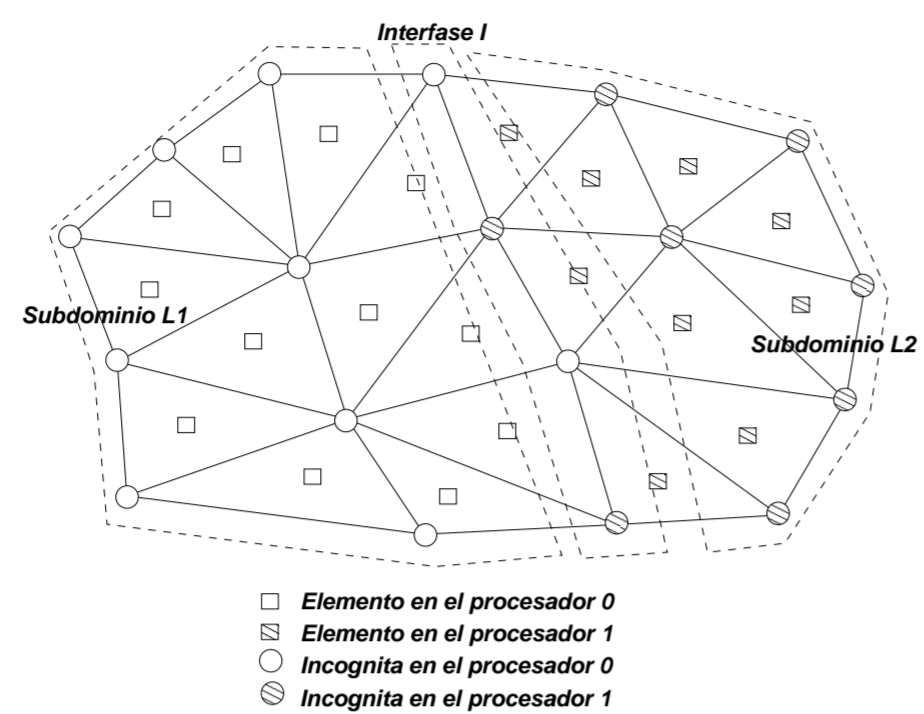 Interfase I
Subdominio L1
Subdominio L2
Elemento en el procesador 0
Elemento en el procesador 1
Incognita en el procesador 0
Incognita en el procesador 1